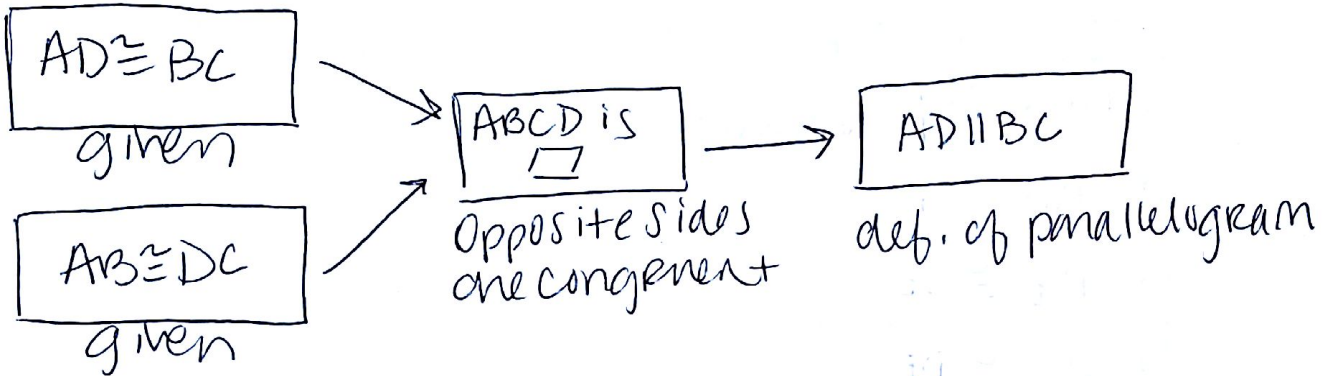 AD≅BC
given
AB≅DC
given
ABCD is
▱
Opposite sides
are congruent
AD||BC
def. of parallelogram